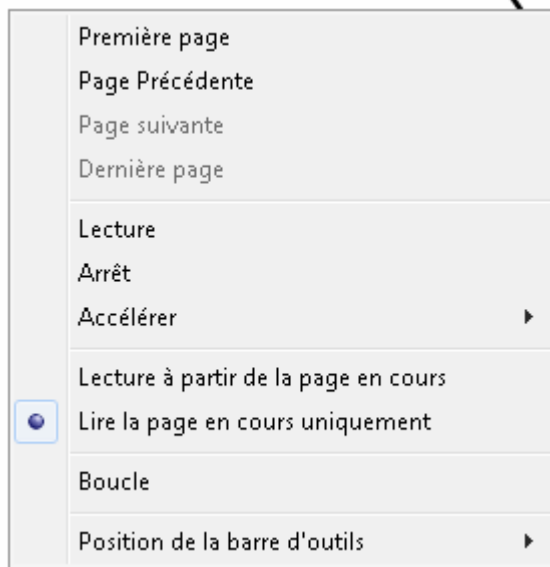 Première page
Page Précédente
Page suivante
Dernière page
Lecture
Arrêt
Accélérer
Lecture à partir de la page en cours
Lire la page en cours uniquement
Boucle
Position de la barre d'outils